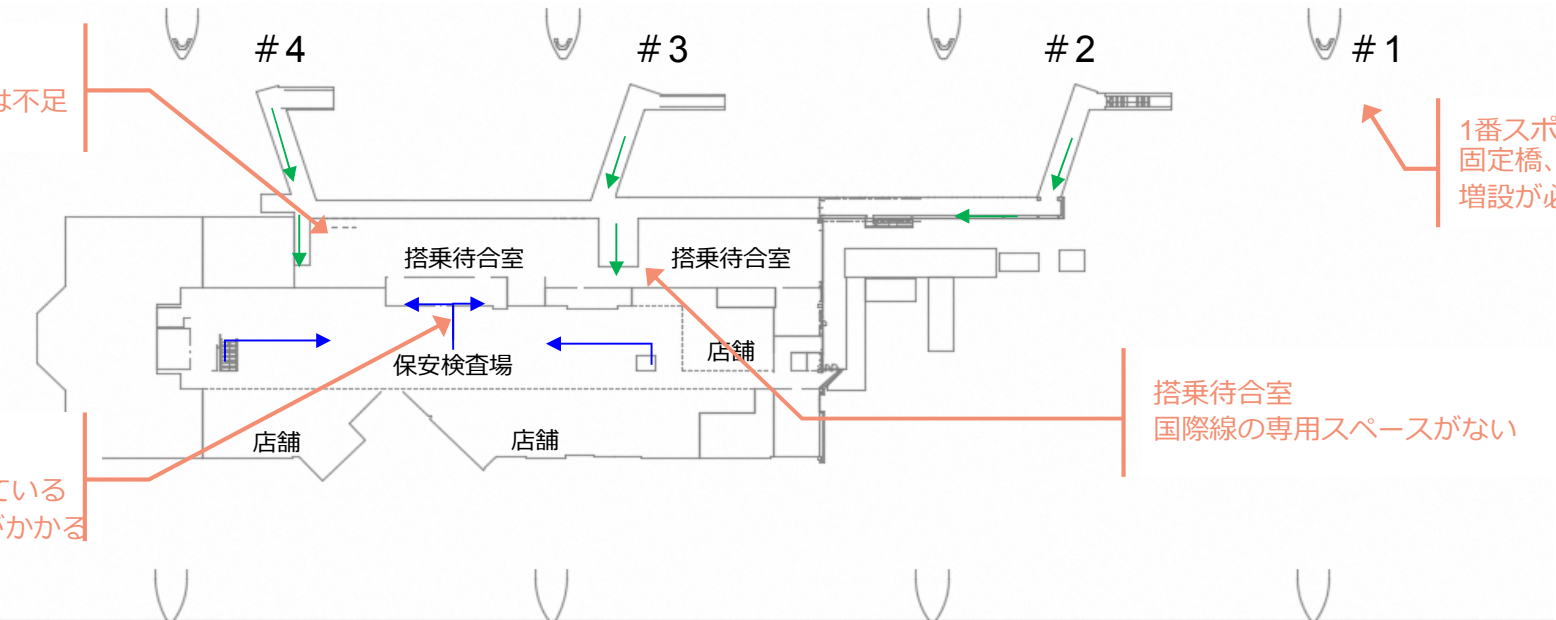 ＃4
＃3
＃2
＃1
は不足
1番スポ
固定橋、
増設が必
搭乗待合室
搭乗待合室
保安検査場
店舗
店舗
店舗
搭乗待合室
国際線の専用スペースがない
ている
がかかる